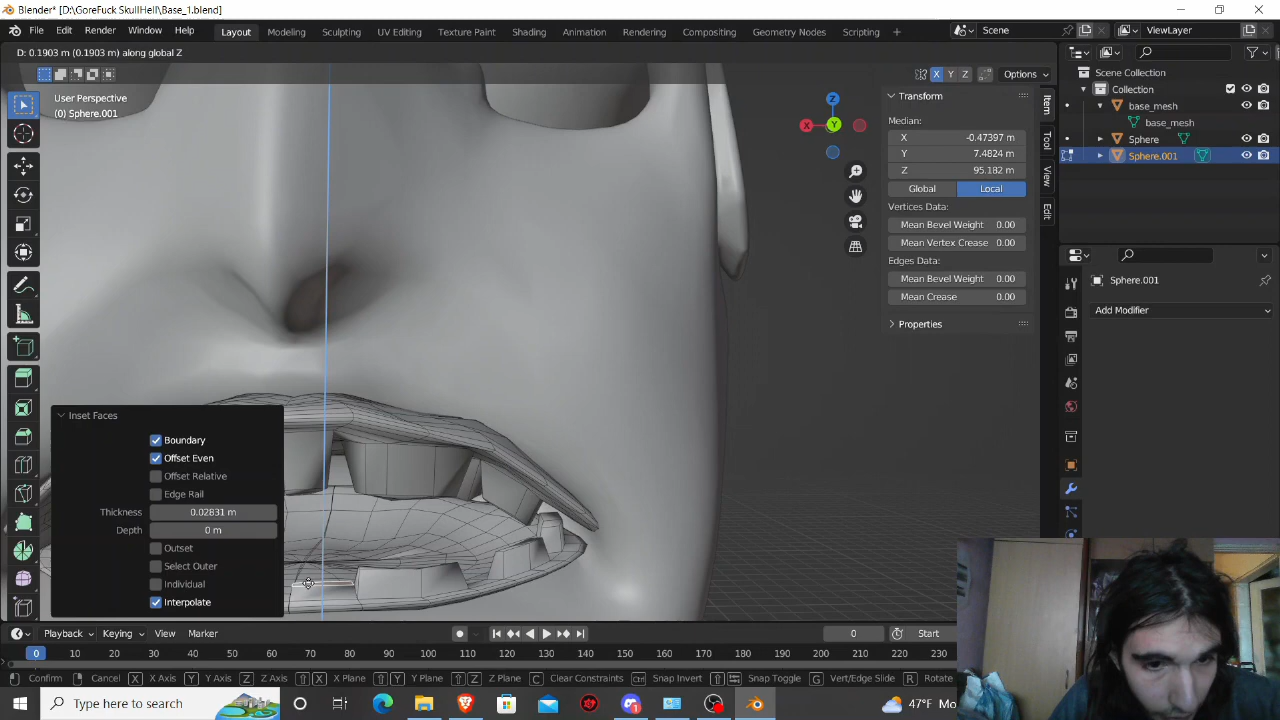 Blender* [D:\GoreFuck SkullHell\Base_1.blend]
File Edit Render Window Help Layout Modeling Sculpting UV Editing Texture Paint Shading Animation Rendering Compositing Geometry Nodes Scripting + Scene ViewLayer
D: 0.1903 m (0.1903 m) along global Z
X Y Z Options
User Perspective
(0) Sphere.001
Z
X Y
Transform
Median:
X -0.47397 m
Y 7.4824 m
Z 95.182 m
Global Local
Vertices Data:
Mean Bevel Weight 0.00
Mean Vertex Crease 0.00
Edges Data:
Mean Bevel Weight 0.00
Mean Crease 0.00
Properties
Item
Tool
View
Edit
Scene Collection
Collection
base_mesh
base_mesh
Sphere
Sphere.001
Sphere.001
Add Modifier
Inset Faces
Boundary
Offset Even
Offset Relative
Edge Rail
Thickness 0.02831 m
Depth 0 m
Outset
Select Outer
Individual
Interpolate
Playback Keying View Marker 0 Start
0 10 20 30 40 50 60 70 80 90 100 110 120 130 140 150 160 170 180 190 200 210 220 230
Confirm Cancel X X Axis Y Y Axis Z Z Axis X X Plane Y Y Plane Z Z Plane C Clear Constraints Ctrl Snap Invert Snap Toggle G Vert/Edge Slide R Rotate
Type here to search 1 47°F Mo